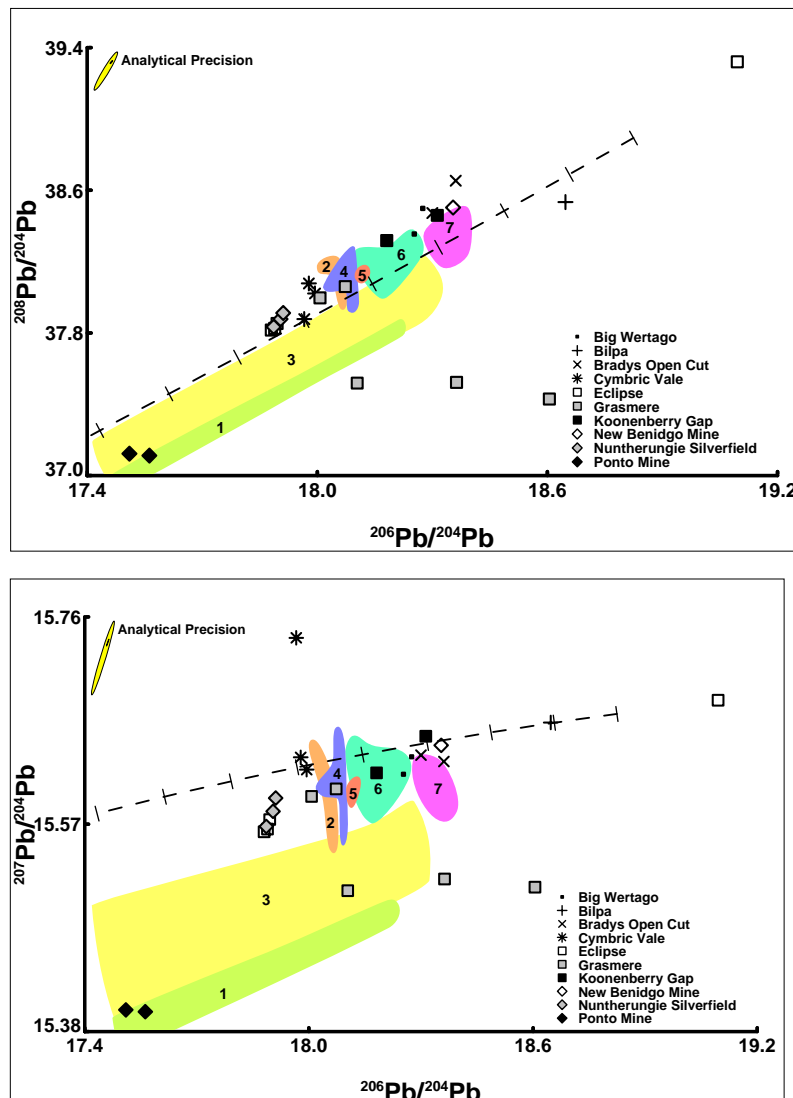 39.4
Analytical Precision
38.6
208Pb/204Pb
7
2
4
5
6
37.8
3
1
Big Wertago
Bilpa
Bradys Open Cut
Cymbric Vale
Eclipse
Grasmere
Koonenberry Gap
New Benidgo Mine
Nuntherungie Silverfield
Ponto Mine
37.0
17.4
18.0
18.6
19.2
206Pb/204Pb
15.76
Analytical Precision
4
5
6
7
2
15.57
207Pb/204Pb
3
1
Big Wertago
Bilpa
Bradys Open Cut
Cymbric Vale
Eclipse
Grasmere
Koonenberry Gap
New Benidgo Mine
Nuntherungie Silverfield
Ponto Mine
15.38
17.4
18.0
18.6
19.2
206Pb/204Pb